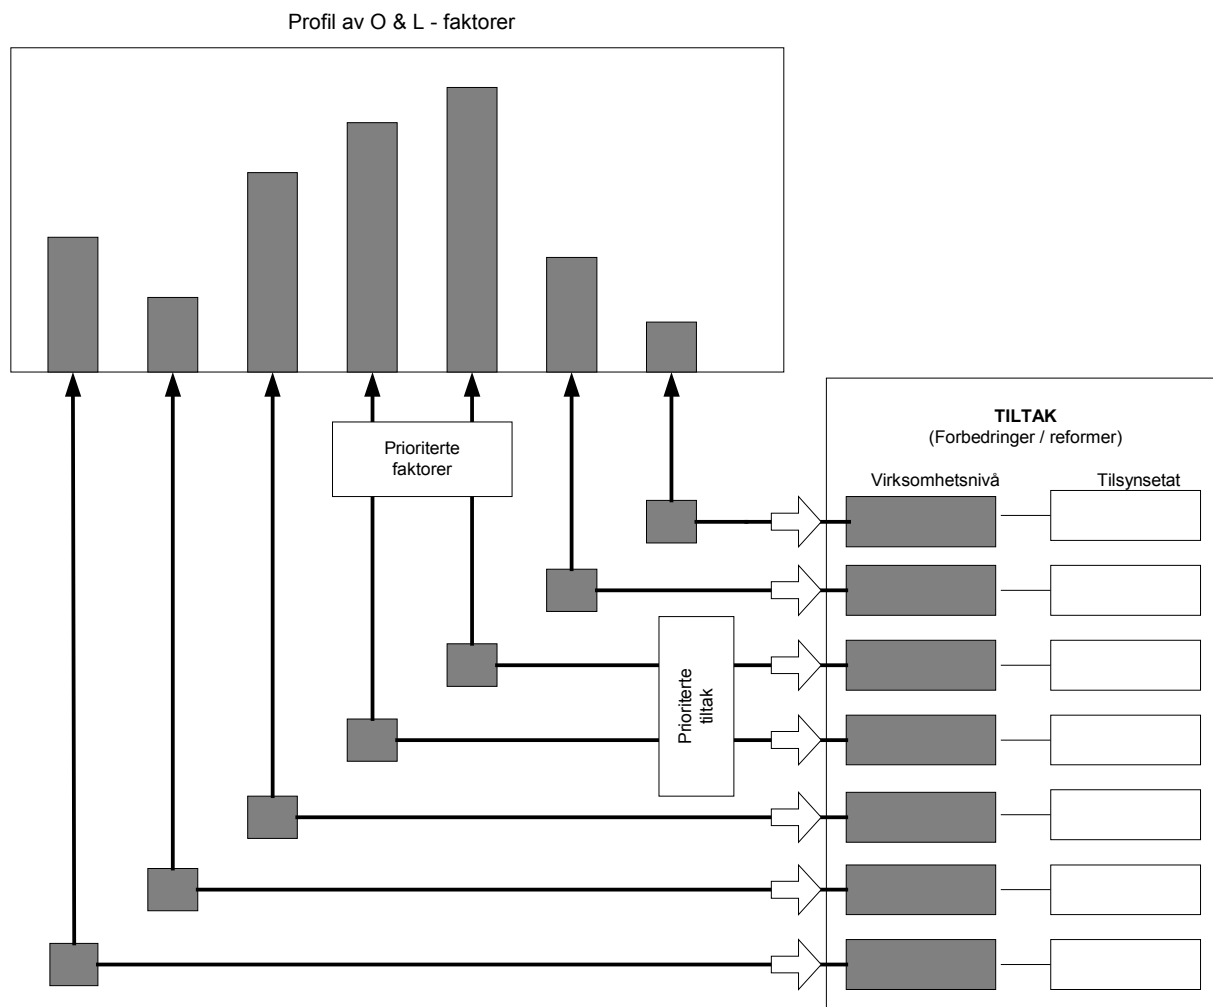 Profil av O & L - faktorer
Prioriterte
faktorer
TILTAK
(Forbedringer / reformer)
Virksomhetsnivå
Tilsynsetat
Prioriterte
tiltak